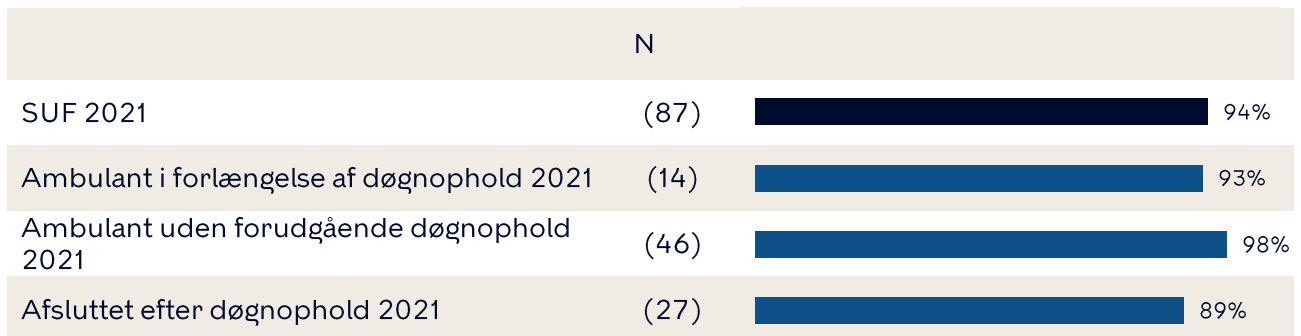 N
SUF 2021 (87) 94%
Ambulant i forlængelse af døgnophold 2021 (14) 93%
Ambulant uden forudgående døgnophold
2021 (46) 98%
Afsluttet efter døgnophold 2021 (27) 89%